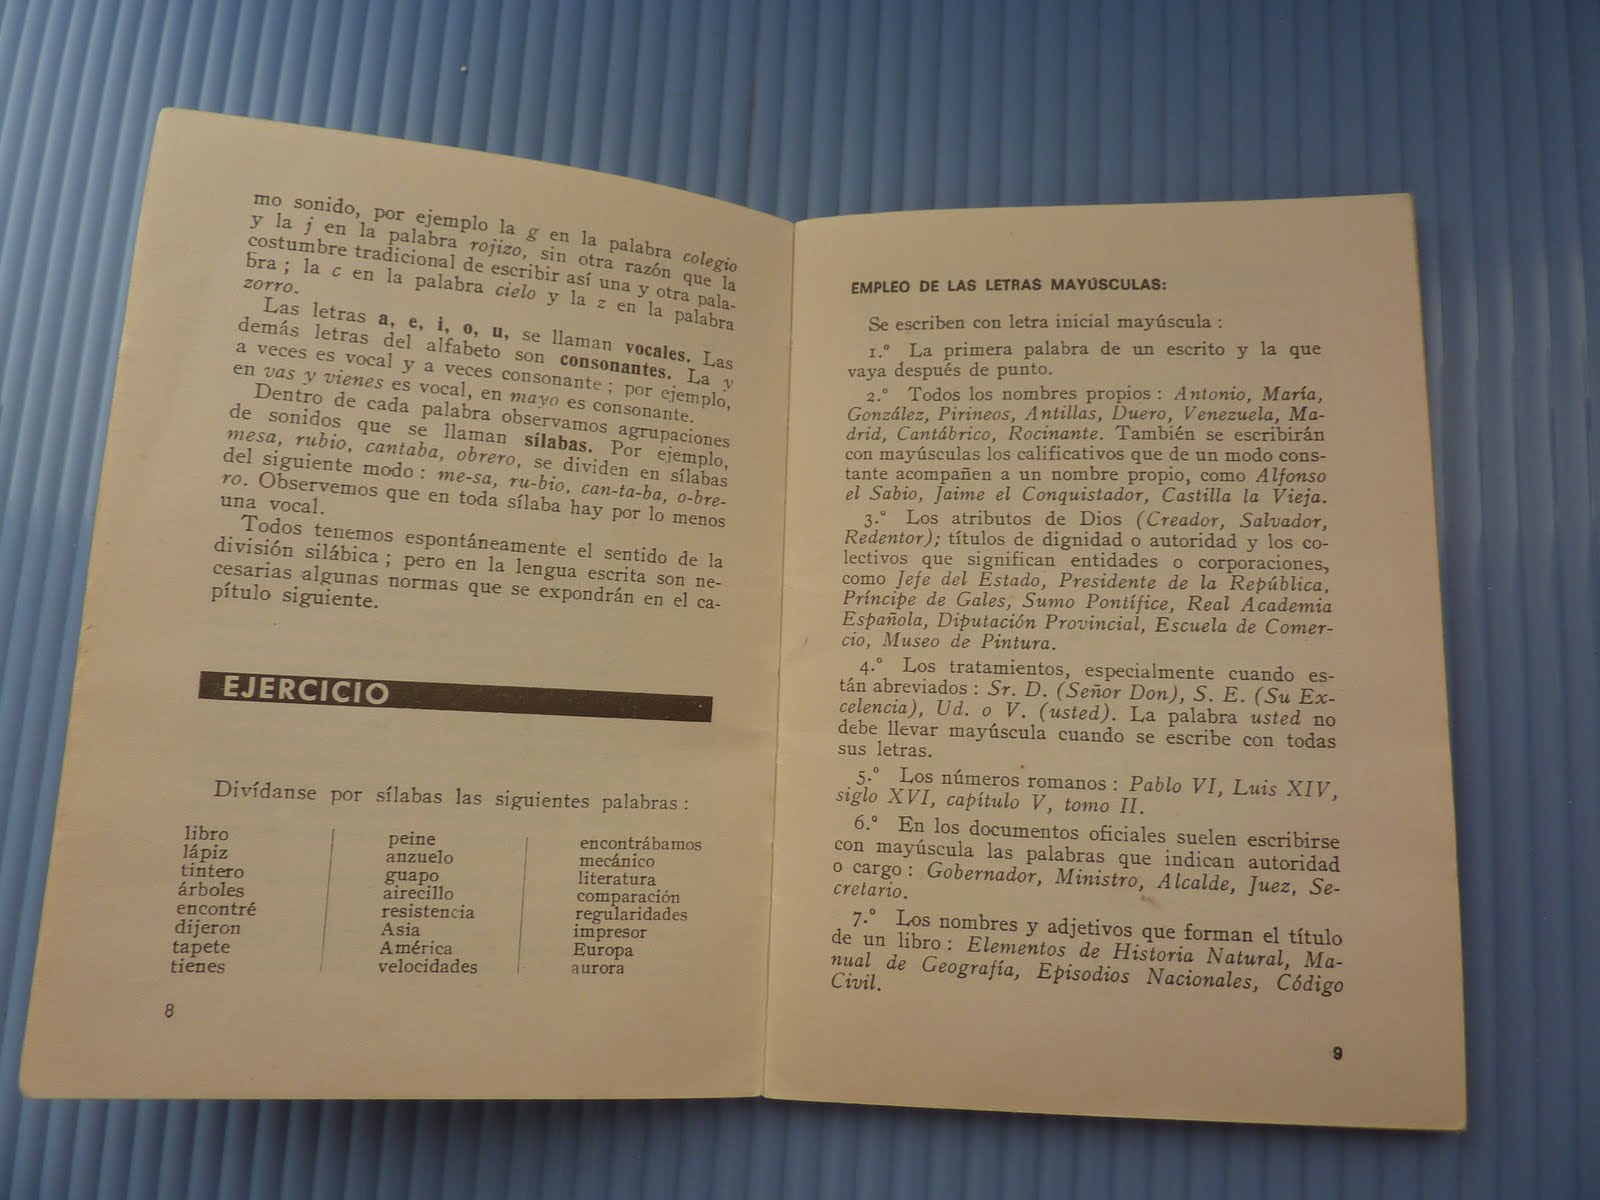 mo sonido, por ejemplo la g en la palabra colegio
y la j en la palabra rojizo, sin otra razón que la
costumbre tradicional de escribir así una y otra pala-
bra ; la c en la palabra cielo y la z en la palabra
zorro.
Las letras a, e, i, o, u, se llaman vocales. Las
demás letras del alfabeto son consonantes. La y
a veces es vocal y a veces consonante ; por ejemplo,
en vas y vienes es vocal, en mayo es consonante.
Dentro de cada palabra observamos agrupaciones
de sonidos que se llaman sílabas. Por ejemplo,
mesa, rubio, cantaba, obrero, se dividen en sílabas
del siguiente modo : me-sa, ru-bio, can-ta-ba, o-bre-
ro. Observemos que en toda sílaba hay por lo menos
una vocal.
Todos tenemos espontáneamente el sentido de la
división silábica ; pero en la lengua escrita son ne-
cesarias algunas normas que se expondrán en el ca-
pítulo siguiente.
EJERCICIO
Divídanse por sílabas las siguientes palabras :
libro
lápiz
tintero
árboles
encontré
dijeron
tapete
tienes
peine
anzuelo
guapo
airecillo
resistencia
Asia
América
velocidades
encontrábamos
mecánico
literatura
comparación
regularidades
impresor
Europa
aurora
8
EMPLEO DE LAS LETRAS MAYÚSCULAS:
Se escriben con letra inicial mayúscula :
1.° La primera palabra de un escrito y la que
vaya después de punto.
2.° Todos los nombres propios : Antonio, María,
González, Pirineos, Antillas, Duero, Venezuela, Ma-
drid, Cantábrico, Rocinante. También se escribirán
con mayúsculas los calificativos que de un modo cons-
tante acompañen a un nombre propio, como Alfonso
el Sabio, Jaime el Conquistador, Castilla la Vieja.
3.° Los atributos de Dios (Creador, Salvador,
Redentor); títulos de dignidad o autoridad y los co-
lectivos que significan entidades o corporaciones,
como Jefe del Estado, Presidente de la República,
Príncipe de Gales, Sumo Pontífice, Real Academia
Española, Diputación Provincial, Escuela de Comer-
cio, Museo de Pintura.
4.° Los tratamientos, especialmente cuando es-
tán abreviados : Sr. D. (Señor Don), S. E. (Su Ex-
celencia), Ud. o V. (usted). La palabra usted no
debe llevar mayúscula cuando se escribe con todas
sus letras.
5.° Los números romanos : Pablo VI, Luis XIV,
siglo XVI, capítulo V, tomo II.
6.° En los documentos oficiales suelen escribirse
con mayúscula las palabras que indican autoridad
o cargo : Gobernador, Ministro, Alcalde, Juez, Se-
cretario.
7.° Los nombres y adjetivos que forman el título
de un libro : Elementos de Historia Natural, Ma-
nual de Geografía, Episodios Nacionales, Código
Civil.
9